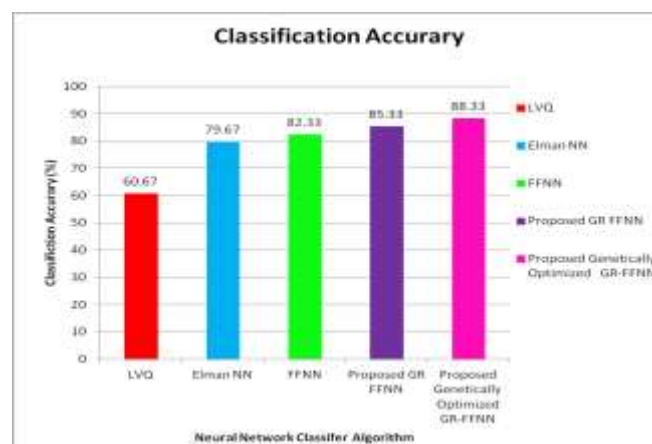 Classification Accurary
100
90
80
70
60
50
40
30
20
10
0
Classifiction Accurary(%)
60.67
79.67
82.33
85.33
88.33
LVQ
Elman NN
FFNN
Proposed GR
FFNN
Proposed
Genetically
Optimized
GR-FFNN
Neural Network Classifer Algorithm
LVQ
Elman NN
FFNN
Proposed GR FFNN
Proposed Genetically
Optimized GR-FFNN